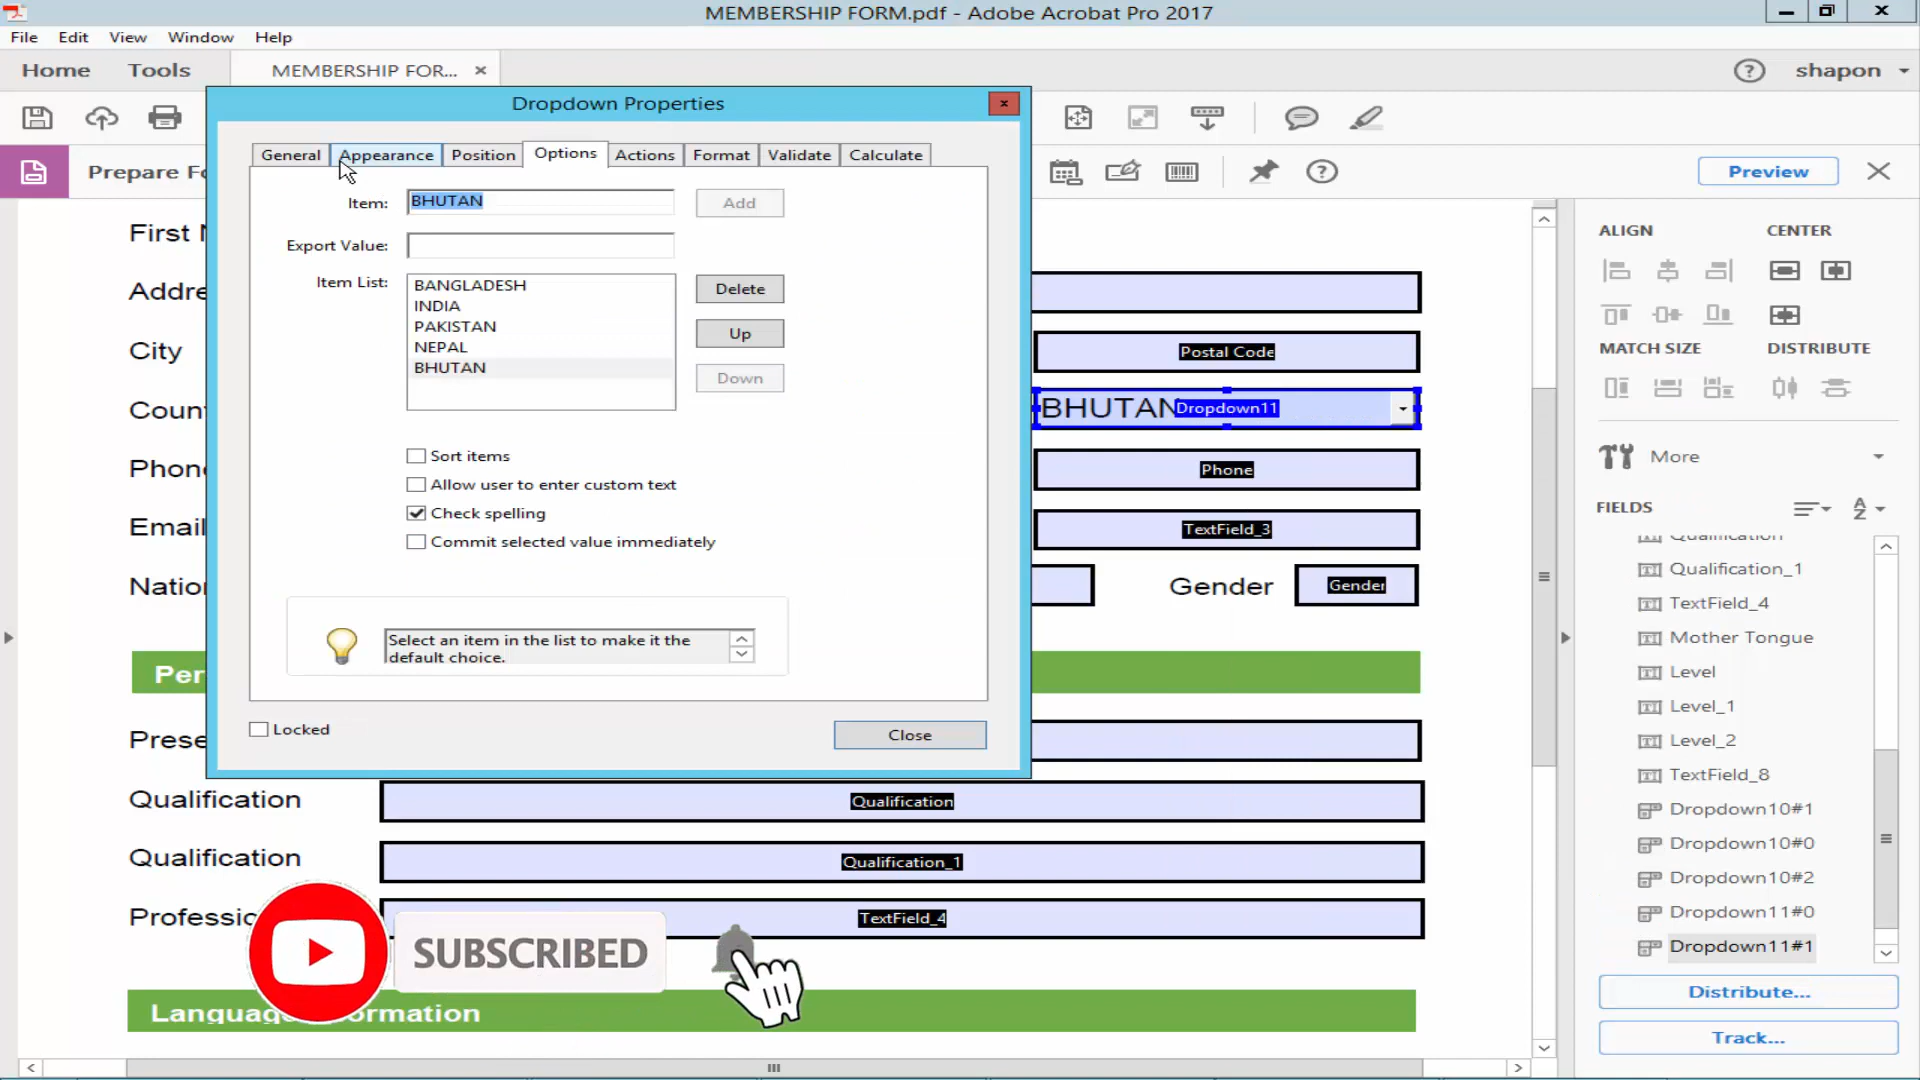 MEMBERSHIP FORM.pdf - Adobe Acrobat Pro 2017
File Edit View Window Help
Home Tools MEMBERSHIP FOR... shapon
Prepare Fo
Preview
Dropdown Properties
General Appearance Position Options Actions Format Validate Calculate
Item: BHUTAN Add
Export Value:
Item List:
BANGLADESH
INDIA
PAKISTAN
NEPAL
BHUTAN
Delete
Up
Down
Sort items
Allow user to enter custom text
Check spelling
Commit selected value immediately
Select an item in the list to make it the
default choice.
Locked
Close
First N
Addre
City
Postal Code
Coun
BHUTAN Dropdown11
Phone
Phone
Email
TextField_3
Nation
Gender Gender
Per
Prese
Qualification Qualification
Qualification Qualification_1
Professio TextField_4
SUBSCRIBED
Language
rmation
ALIGN CENTER
MATCH SIZE DISTRIBUTE
More
FIELDS
Qualification
Qualification_1
TextField_4
Mother Tongue
Level
Level_1
Level_2
TextField_8
Dropdown10#1
Dropdown10#0
Dropdown10#2
Dropdown11#0
Dropdown11#1
Distribute...
Track...